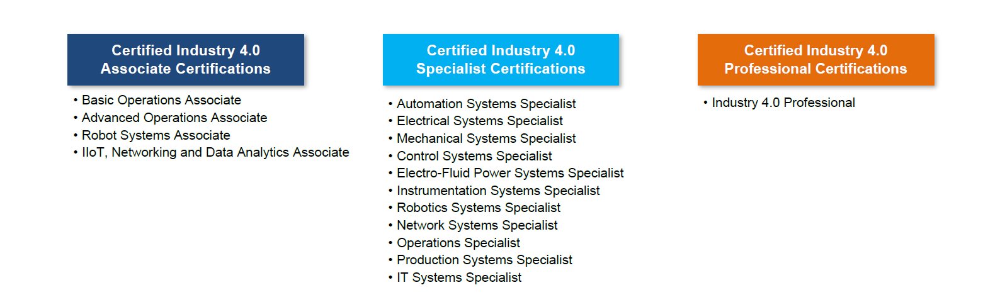 Certified Industry 4.0
Associate Certifications
• Basic Operations Associate
• Advanced Operations Associate
• Robot Systems Associate
• IIoT, Networking and Data Analytics Associate
Certified Industry 4.0
Specialist Certifications
• Automation Systems Specialist
• Electrical Systems Specialist
• Mechanical Systems Specialist
• Control Systems Specialist
• Electro-Fluid Power Systems Specialist
• Instrumentation Systems Specialist
• Robotics Systems Specialist
• Network Systems Specialist
• Operations Specialist
• Production Systems Specialist
• IT Systems Specialist
Certified Industry 4.0
Professional Certifications
• Industry 4.0 Professional